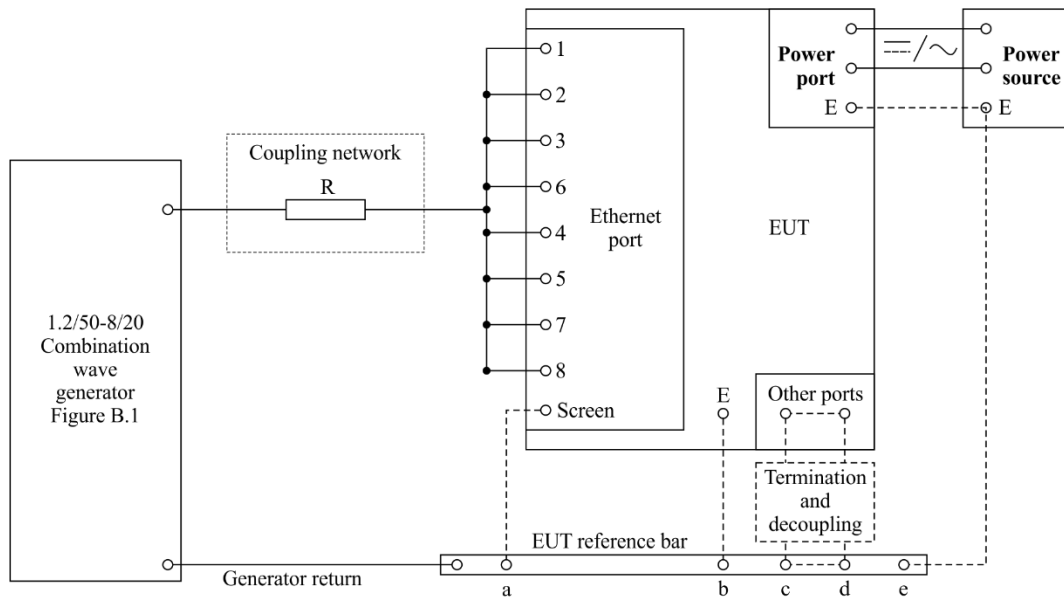 1
2
3
6
4
5
7
8
Screen
Ethernet
port
EUT
Power
port
E
Power
source
E
Coupling network
R
1.2/50-8/20
Combination
wave
generator
Figure B.1
E
Other ports
Termination
and
decoupling
EUT reference bar
Generator return
a
b
c
d
e